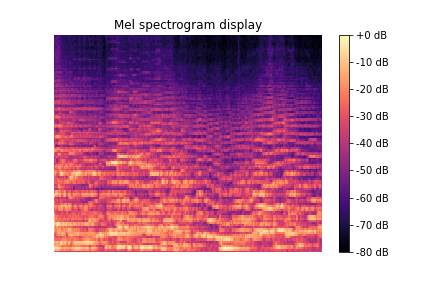 Mel spectrogram display
+0 dB
-10 dB
-20 dB
-30 dB
-40 dB
-50 dB
-60 dB
-70 dB
-80 dB